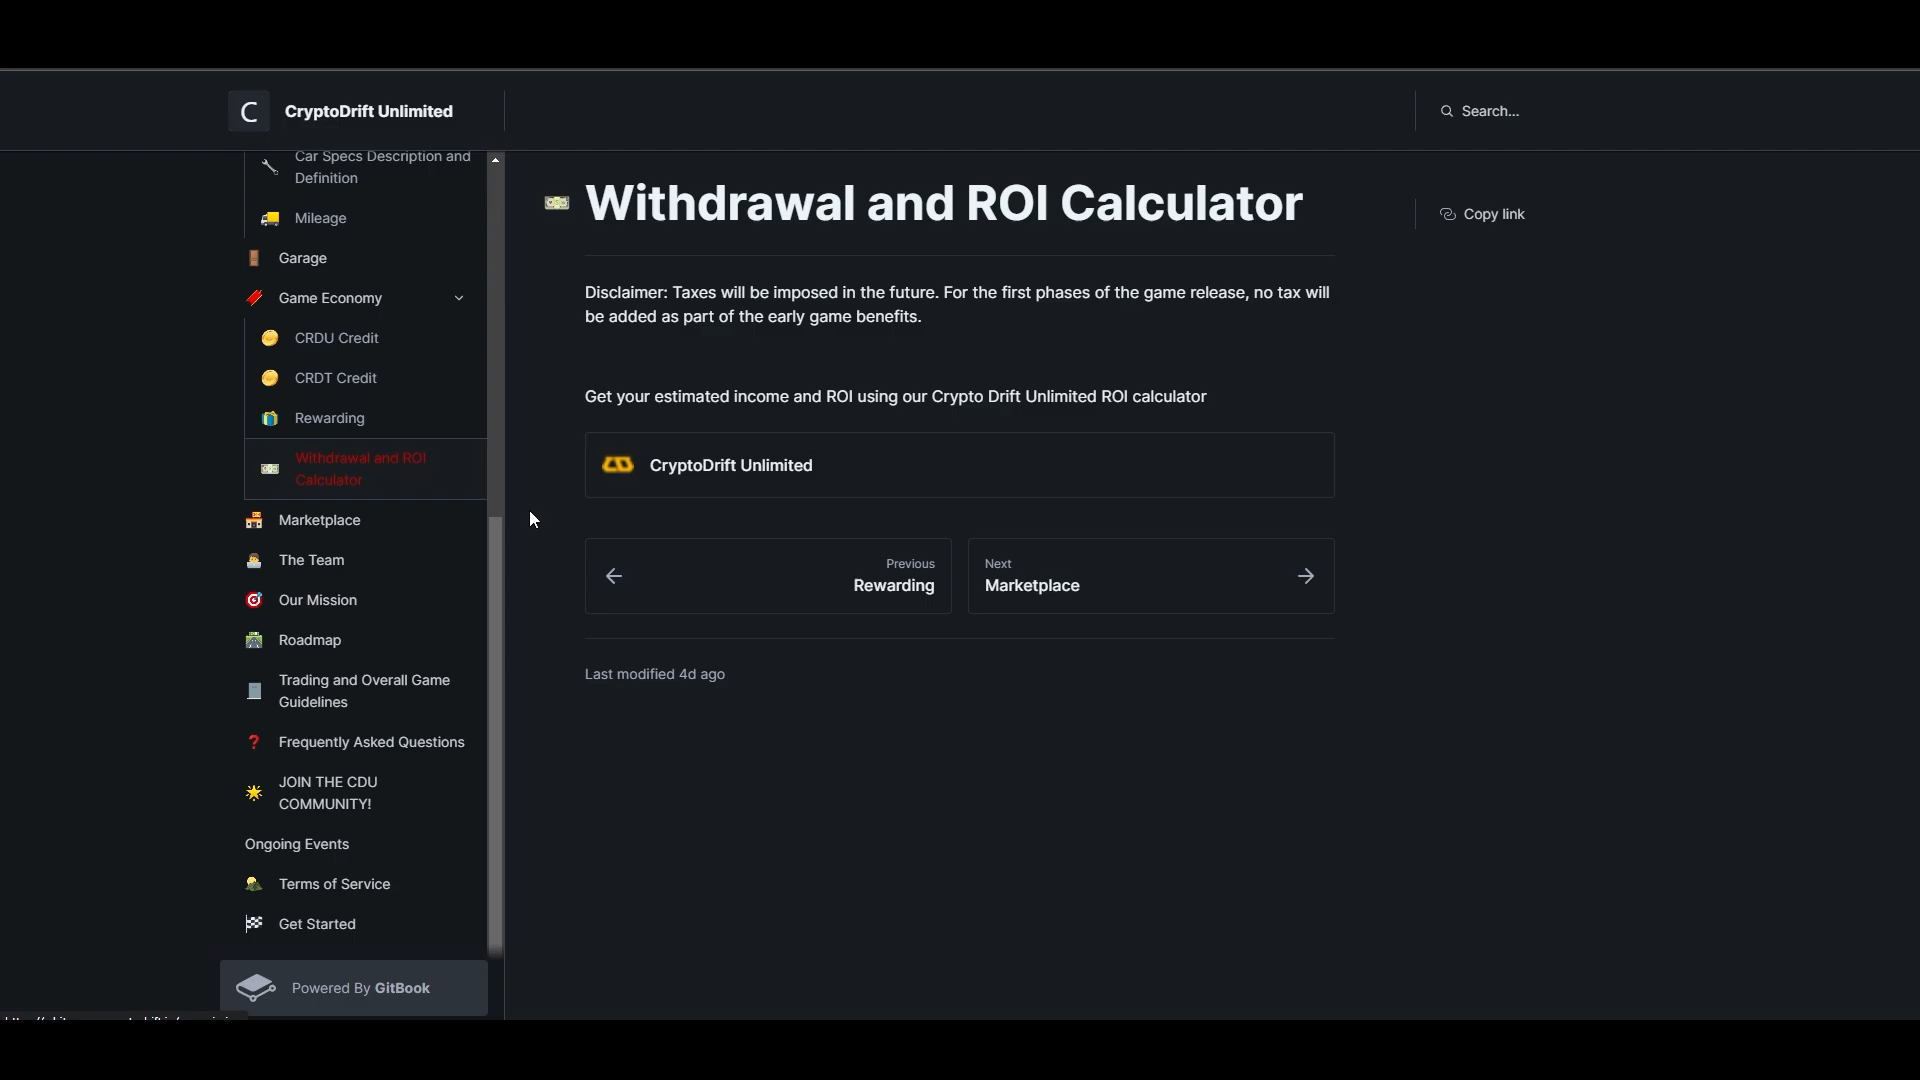 C CryptoDrift Unlimited
Search...
Car Specs Description and
Definition
Mileage
Garage
Game Economy
CRDU Credit
CRDT Credit
Rewarding
Withdrawal and ROI
Calculator
Marketplace
The Team
Our Mission
Roadmap
Trading and Overall Game
Guidelines
Frequently Asked Questions
JOIN THE CDU
COMMUNITY!
Ongoing Events
Terms of Service
Get Started
Powered By GitBook
Withdrawal and ROI Calculator
Copy link
Disclaimer: Taxes will be imposed in the future. For the first phases of the game release, no tax will
be added as part of the early game benefits.
Get your estimated income and ROI using our Crypto Drift Unlimited ROI calculator
CryptoDrift Unlimited
Previous
Rewarding
Next
Marketplace
Last modified 4d ago